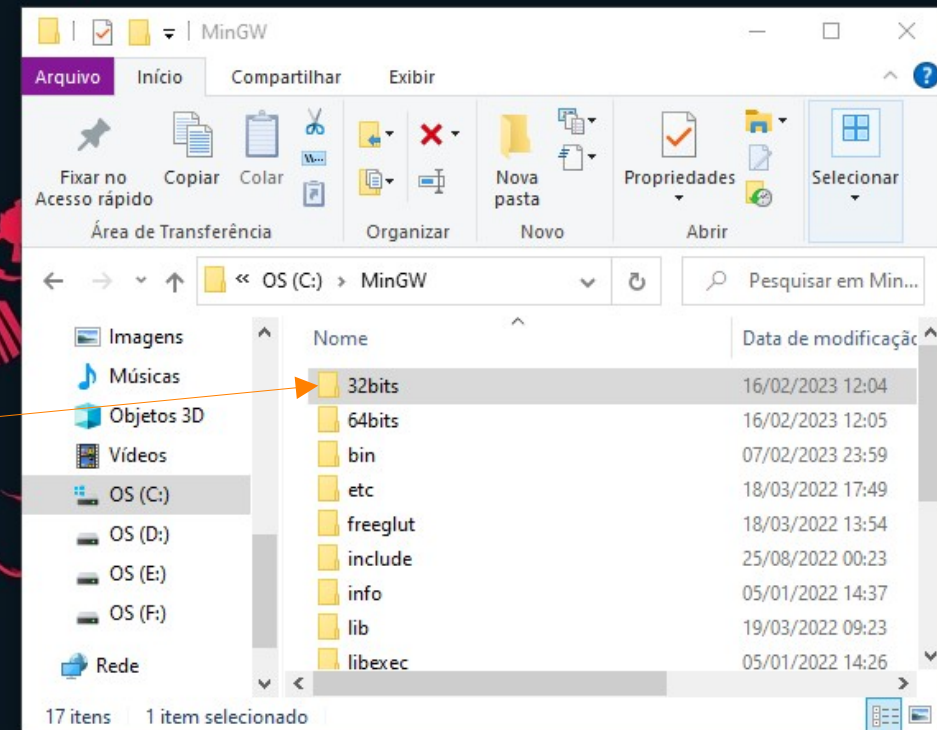 MinGW
Arquivo Início Compartilhar Exibir
Fixar no Acesso rápido
Copiar
Colar
Nova pasta
Propriedades
Selecionar
Área de Transferência Organizar Novo Abrir
« OS (C:) › MinGW
Pesquisar em Min...
Imagens
Músicas
Objetos 3D
Vídeos
OS (C:)
OS (D:)
OS (E:)
OS (F:)
Rede
Nome Data de modificação
32bits 16/02/2023 12:04
64bits 16/02/2023 12:05
bin 07/02/2023 23:59
etc 18/03/2022 17:49
freeglut 18/03/2022 13:54
include 25/08/2022 00:23
info 05/01/2022 14:37
lib 19/03/2022 09:23
libexec 05/01/2022 14:26
17 itens 1 item selecionado